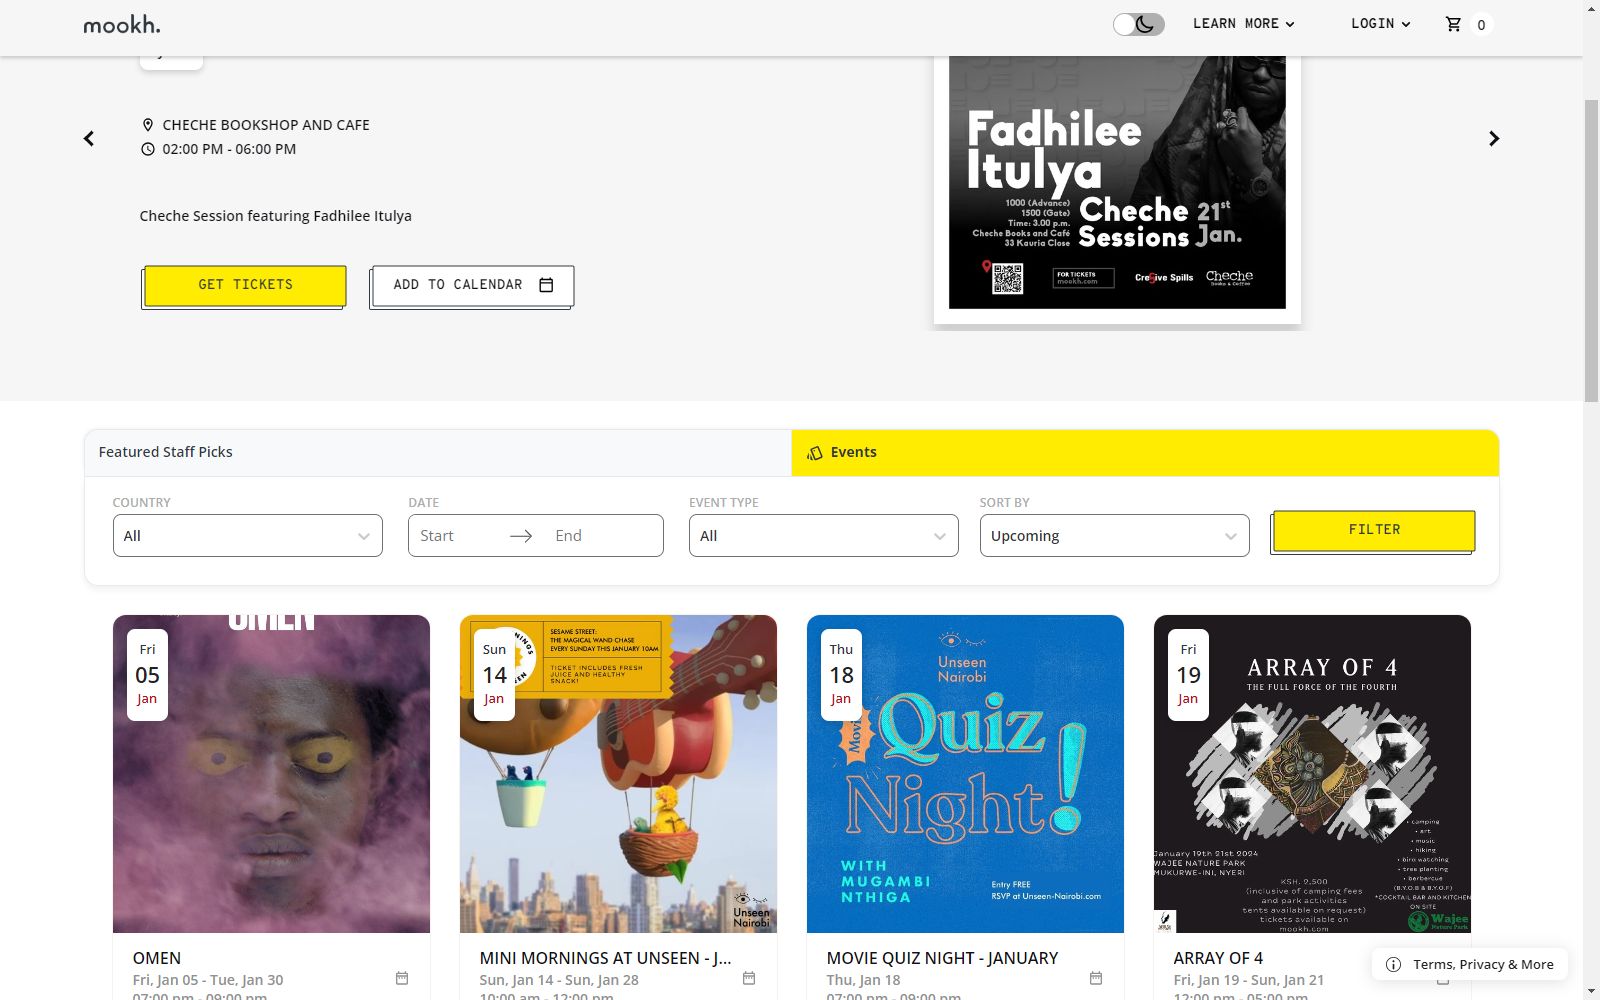 mookh.
LEARN MORE
LOGIN
0
CHECHE BOOKSHOP AND CAFE
02:00 PM - 06:00 PM
Cheche Session featuring Fadhilee Itulya
GET TICKETS
ADD TO CALENDAR
Fadhilee
Itulya
1000 (Advance)
1500 (Gate)
Time: 3.00 p.m.
Cheche Books and Café
33 Kauria Close
Cheche
Sessions
21st
Jan.
FOR TICKETS
mookh.com
Cre8ive Spills
Cheche
Books & Coffee
Featured Staff Picks
Events
COUNTRY
All
DATE
Start
End
EVENT TYPE
All
SORT BY
Upcoming
FILTER
OMEN
Fri
05
Jan
SESAME STREET:
THE MAGICAL WAND CHASE
EVERY SUNDAY THIS JANUARY 10AM
TICKET INCLUDES FRESH
JUICE AND HEALTHY
SNACK!
Sun
14
Jan
Unseen
Nairobi
Thu
18
Jan
Unseen
Nairobi
Quiz
Night!
WITH
MUGAMBI
NTHIGA
Entry FREE
RSVP at Unseen-Nairobi.com
Fri
19
Jan
ARRAY OF 4
THE FULL FORCE OF THE FOURTH
• camping
• art
• music
• hiking
• bird watching
• tree planting
• berbercue
(B.Y.O.B & B.Y.O.F)
*COCKTAIL BAR AND KITCHEN
ON SITE
January 19th 21st 2024
WAJEE NATURE PARK
MUKURWE-INI, NYERI
KSH. 9,500
(inclusive of camping fees
and park activities
tents available on request)
tickets available on
mookh.com
Wajee
Nature Park
OMEN
Fri, Jan 05 - Tue, Jan 30
07:00 pm - 09:00 pm
MINI MORNINGS AT UNSEEN - J...
Sun, Jan 14 - Sun, Jan 28
10:00 am - 12:00 pm
MOVIE QUIZ NIGHT - JANUARY
Thu, Jan 18
07:00 pm - 09:00 pm
ARRAY OF 4
Fri, Jan 19 - Sun, Jan 21
12:00 pm - 05:00 pm
Terms, Privacy & More